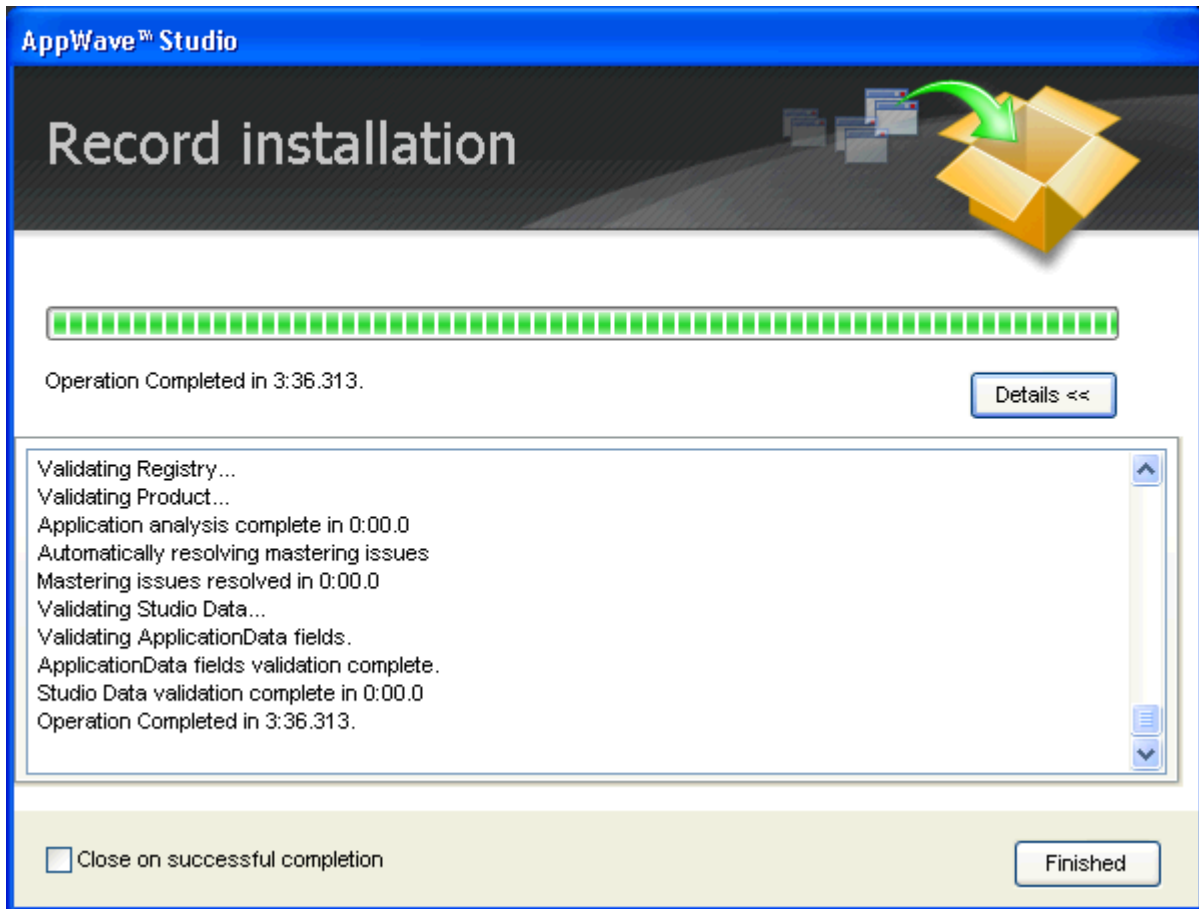 AppWave™ Studio
Record installation
Operation Completed in 3:36.313.
Details <<
Validating Registry...
Validating Product...
Application analysis complete in 0:00.0
Automatically resolving mastering issues
Mastering issues resolved in 0:00.0
Validating Studio Data...
Validating ApplicationData fields.
ApplicationData fields validation complete.
Studio Data validation complete in 0:00.0
Operation Completed in 3:36.313.
Close on successful completion
Finished